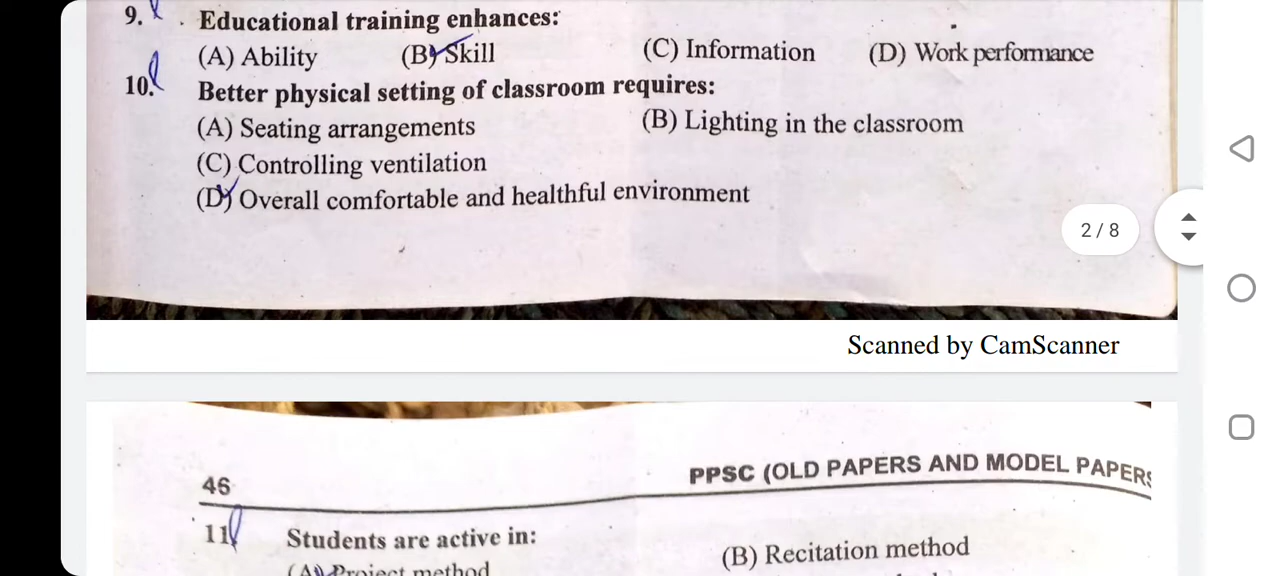 9. Educational training enhances:
(A) Ability (B) Skill (C) Information (D) Work performance
10. Better physical setting of classroom requires:
(A) Seating arrangements (B) Lighting in the classroom
(C) Controlling ventilation
(D) Overall comfortable and healthful environment
2 / 8
Scanned by CamScanner
46 PPSC (OLD PAPERS AND MODEL PAPERS
11 Students are active in:
(A) Project method (B) Recitation method